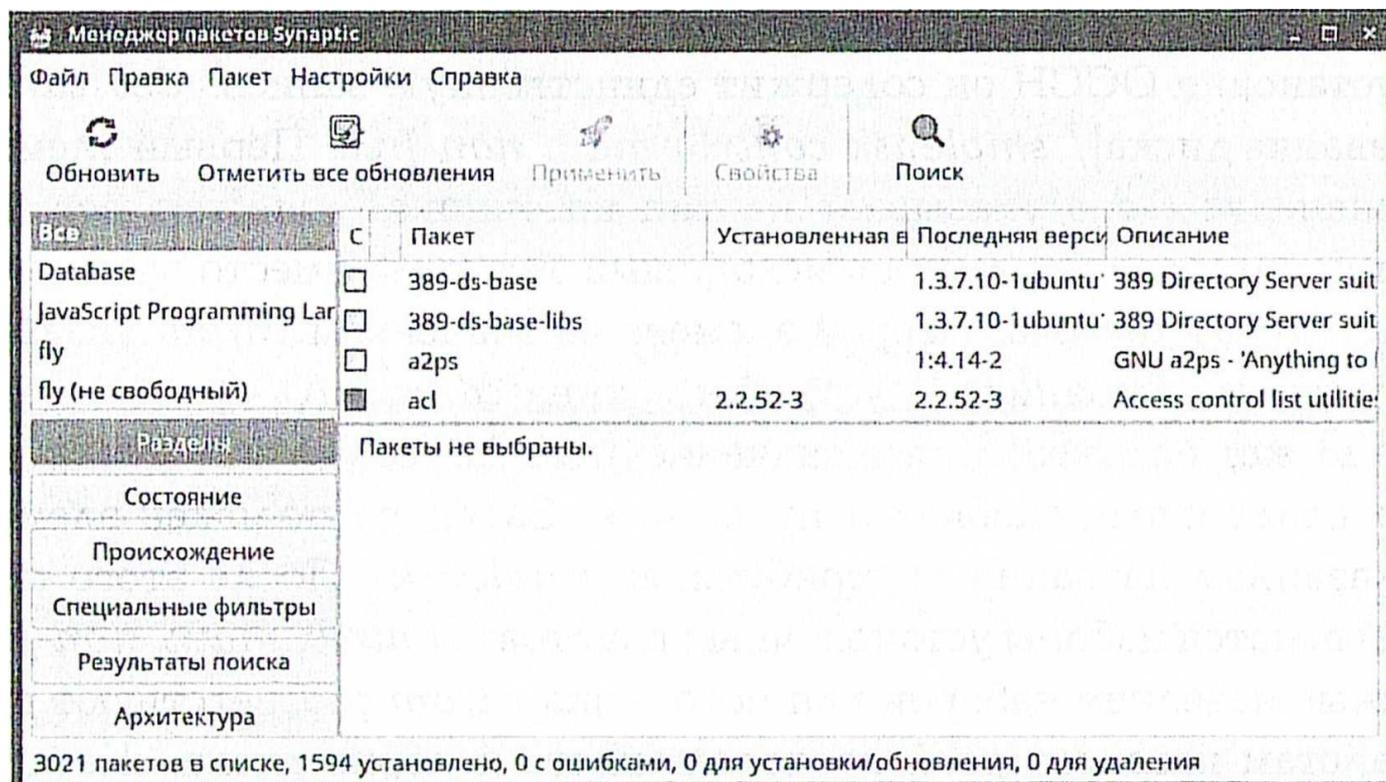 Менеджер пакетов Synaptic
Файл Правка Пакет Настройки Справка
Обновить Отметить все обновления Применить Свойства Поиск
Все
Database
JavaScript Programming Lan
fly
fly (не свободный)
Разделы
Состояние
Происхождение
Специальные фильтры
Результаты поиска
Архитектура
С Пакет Установленная в Последняя верси Описание
389-ds-base 1.3.7.10-1ubuntu 389 Directory Server suit
389-ds-base-libs 1.3.7.10-1ubuntu 389 Directory Server suit
a2ps 1:4.14-2 GNU a2ps - 'Anything to
acl 2.2.52-3 2.2.52-3 Access control list utilitie
Пакеты не выбраны.
3021 пакетов в списке, 1594 установлено, 0 с ошибками, 0 для установки/обновления, 0 для удаления